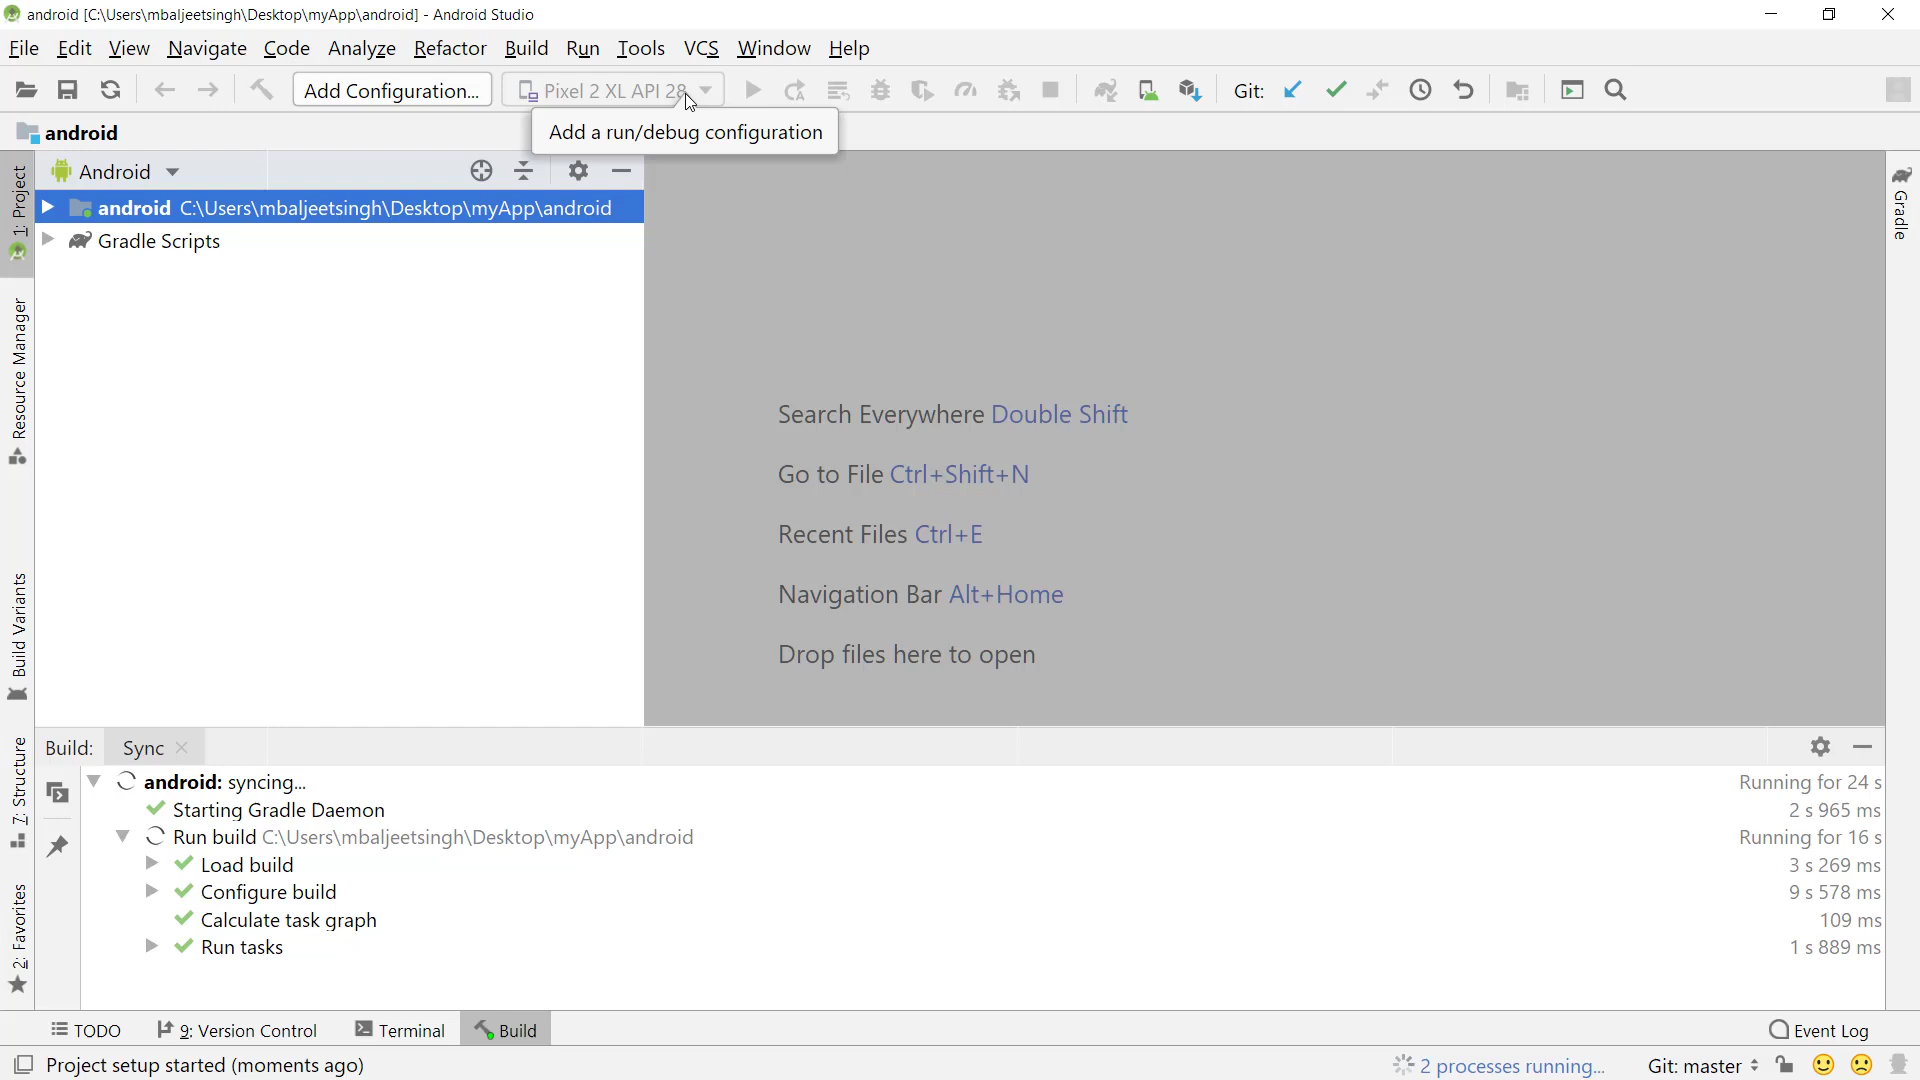 android [C:\Users\mbaljeetsingh\Desktop\myApp\android] - Android Studio
File Edit View Navigate Code Analyze Refactor Build Run Tools VCS Window Help
Add Configuration... Pixel 2 XL API 28 Git:
Add a run/debug configuration
android
1: Project
Resource Manager
Build Variants
7: Structure
2: Favorites
Android
android C:\Users\mbaljeetsingh\Desktop\myApp\android
Gradle Scripts
Gradle
Search Everywhere Double Shift
Go to File Ctrl+Shift+N
Recent Files Ctrl+E
Navigation Bar Alt+Home
Drop files here to open
Build: Sync
android: syncing... Running for 24 s
Starting Gradle Daemon 2 s 965 ms
Run build C:\Users\mbaljeetsingh\Desktop\myApp\android Running for 16 s
Load build 3 s 269 ms
Configure build 9 s 578 ms
Calculate task graph 109 ms
Run tasks 1 s 889 ms
TODO 9: Version Control Terminal Build Event Log
Project setup started (moments ago) 2 processes running... Git: master